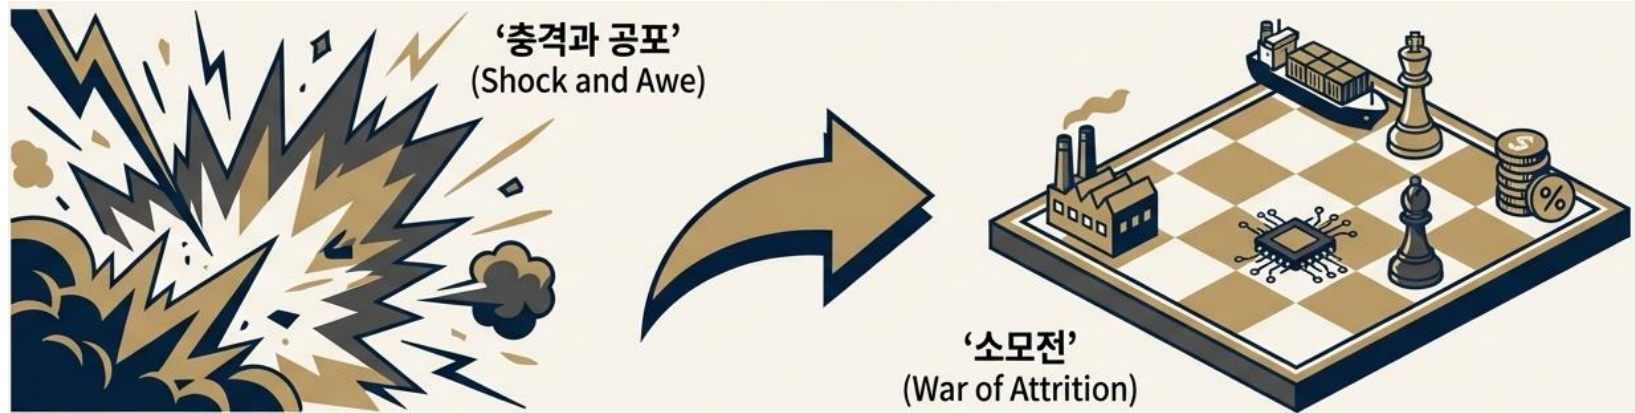 ‘충격과 공포’
(Shock and Awe)
$
%
‘소모전’
(War of Attrition)